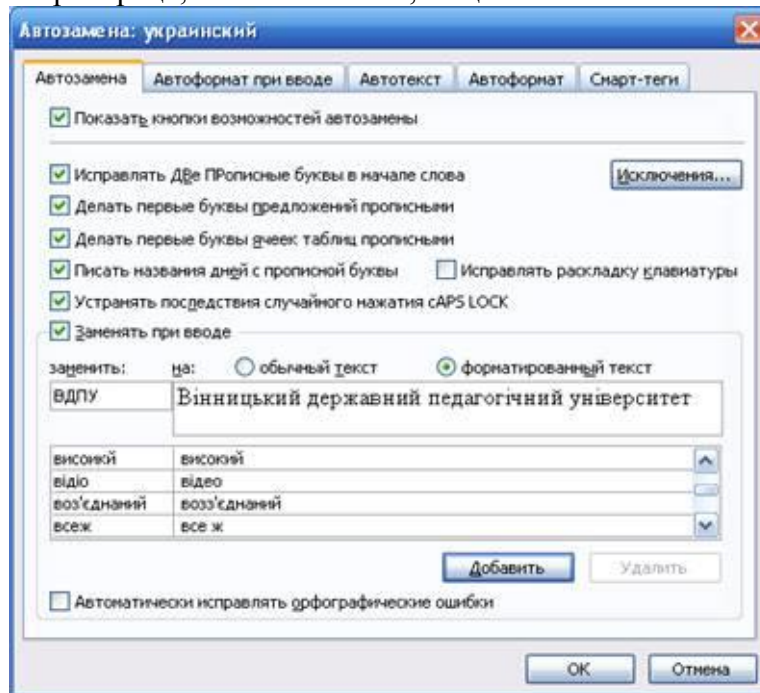 Автозамена: украинский
Автозамена Автоформат при вводе Автотекст Автоформат Смарт-теги
Показать кнопки возможностей автозамены
Исправлять ДВе ПРописные буквы в начале слова Исключения...
Делать первые буквы предложений прописными
Делать первые буквы ячеек таблиц прописными
Писать названия дней с прописной буквы Исправлять раскладку клавиатуры
Устранять последствия случайного нажатия cAPS LOCK
Заменять при вводе
заменить: на: обычный текст форматированный текст
ВДПУ Вінницький державний педагогічний університет
висоикй високий
відіо відео
воз'єднаний возз'єднаний
всеж все ж
Добавить Удалить
Автоматически исправлять орфографические ошибки
ОК Отмена